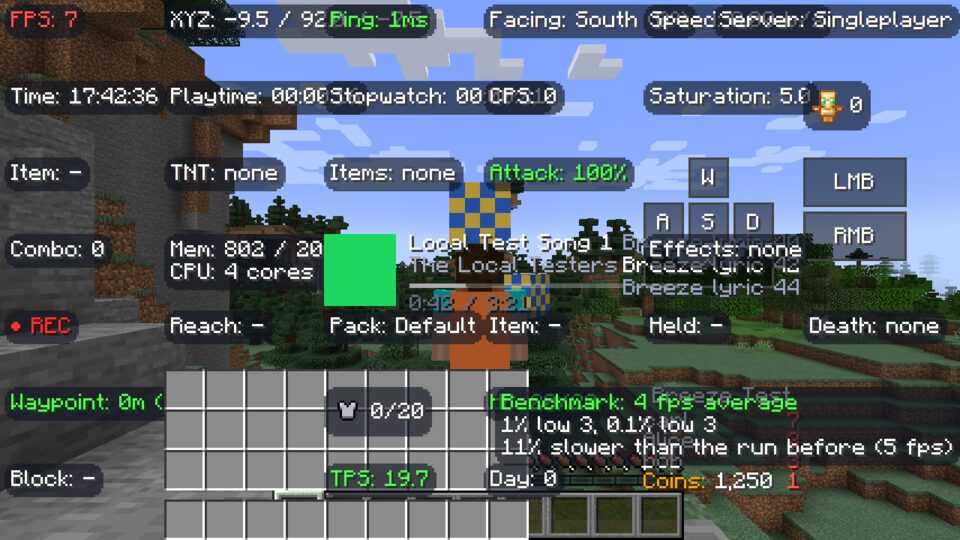 FPS: 7
XYZ: -9.5 / 92
Ping: 1ms
Facing: South
Speed
Server: Singleplayer
Time: 17:42:36
Playtime: 00:00
Stopwatch: 00
CPS: 0
Saturation: 5.0
0
Item: -
TNT: none
Items: none
Attack: 100%
W
LMB
A S D
RMB
Combo: 0
Mem: 802 / 20
CPU: 4 cores
Local Test Song 1
The Local Testers
0:42 / 3:21
Effects: none
Breeze lyric 42
Breeze lyric 44
REC
Reach: -
Pack: Default
Item: -
Held: -
Death: none
Waypoint: 0m (
0/20
Breeze Test
Benchmark: 4 fps average
1% low 3, 0.1% low 3
11% slower than the run before (5 fps)
Block: -
TPS: 19.7
Day: 0
Coins: 1,250
1